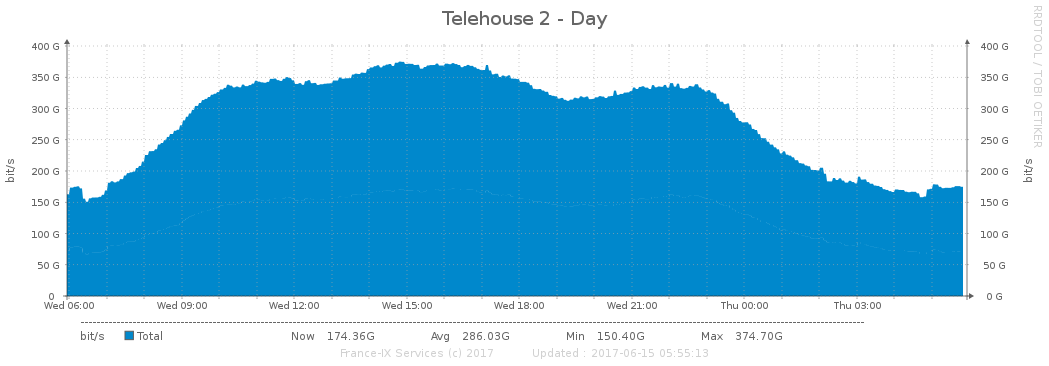 Telehouse 2 - Day
RRDTOOL / TOBI OETIKER
400 G 400 G
350 G 350 G
300 G 300 G
250 G 250 G
200 G 200 G
150 G 150 G
100 G 100 G
50 G 50 G
0 0 G
bit/s bit/s
Wed 06:00 Wed 09:00 Wed 12:00 Wed 15:00 Wed 18:00 Wed 21:00 Thu 00:00 Thu 03:00
bit/s Total Now 174.36G Avg 286.03G Min 150.40G Max 374.70G
France-IX Services (c) 2017 Updated : 2017-06-15 05:55:13